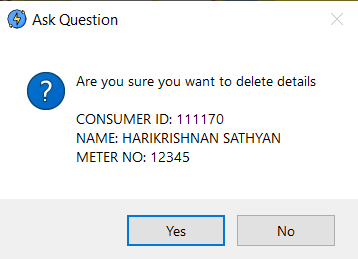 Ask Question
Are you sure you want to delete details
CONSUMER ID: 111170
NAME: HARIKRISHNAN SATHYAN
METER NO: 12345
Yes
No